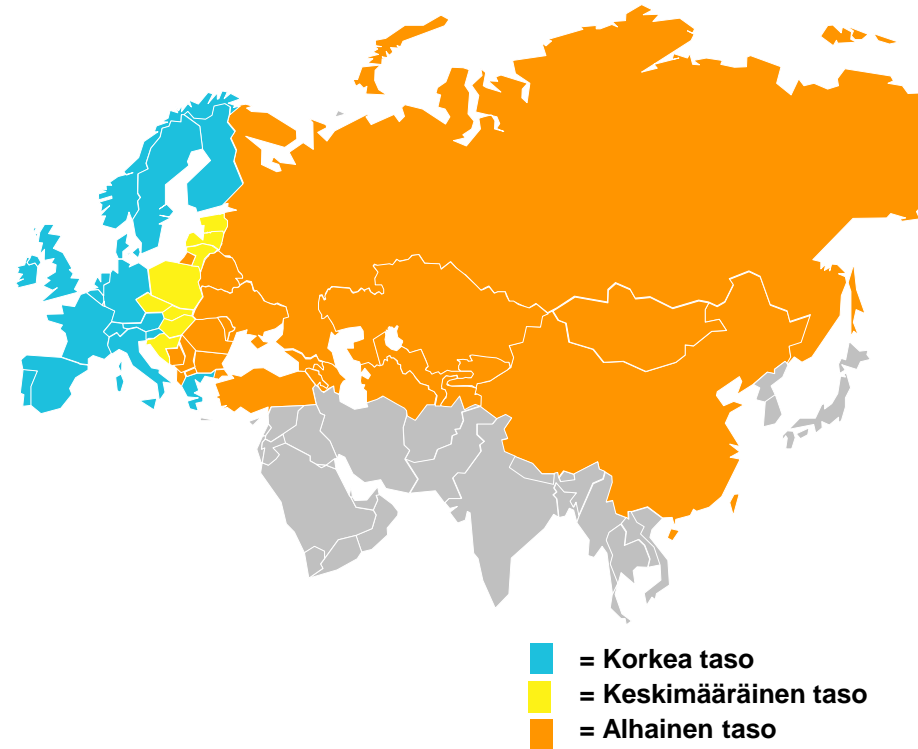 = Korkea taso
= Keskimääräinen taso
= Alhainen taso